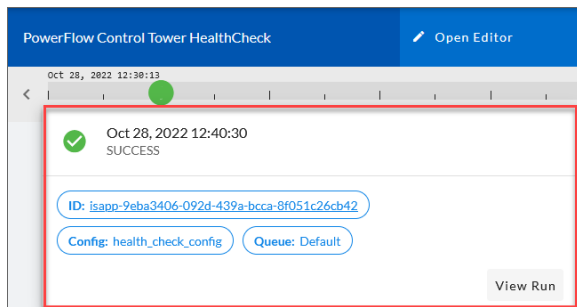 PowerFlow Control Tower HealthCheck
Open Editor
Oct 28, 2022 12:30:13
Oct 28, 2022 12:40:30
SUCCESS
ID: isapp-9eba3406-092d-439a-bcca-8f051c26cb42
Config: health_check_config
Queue: Default
View Run